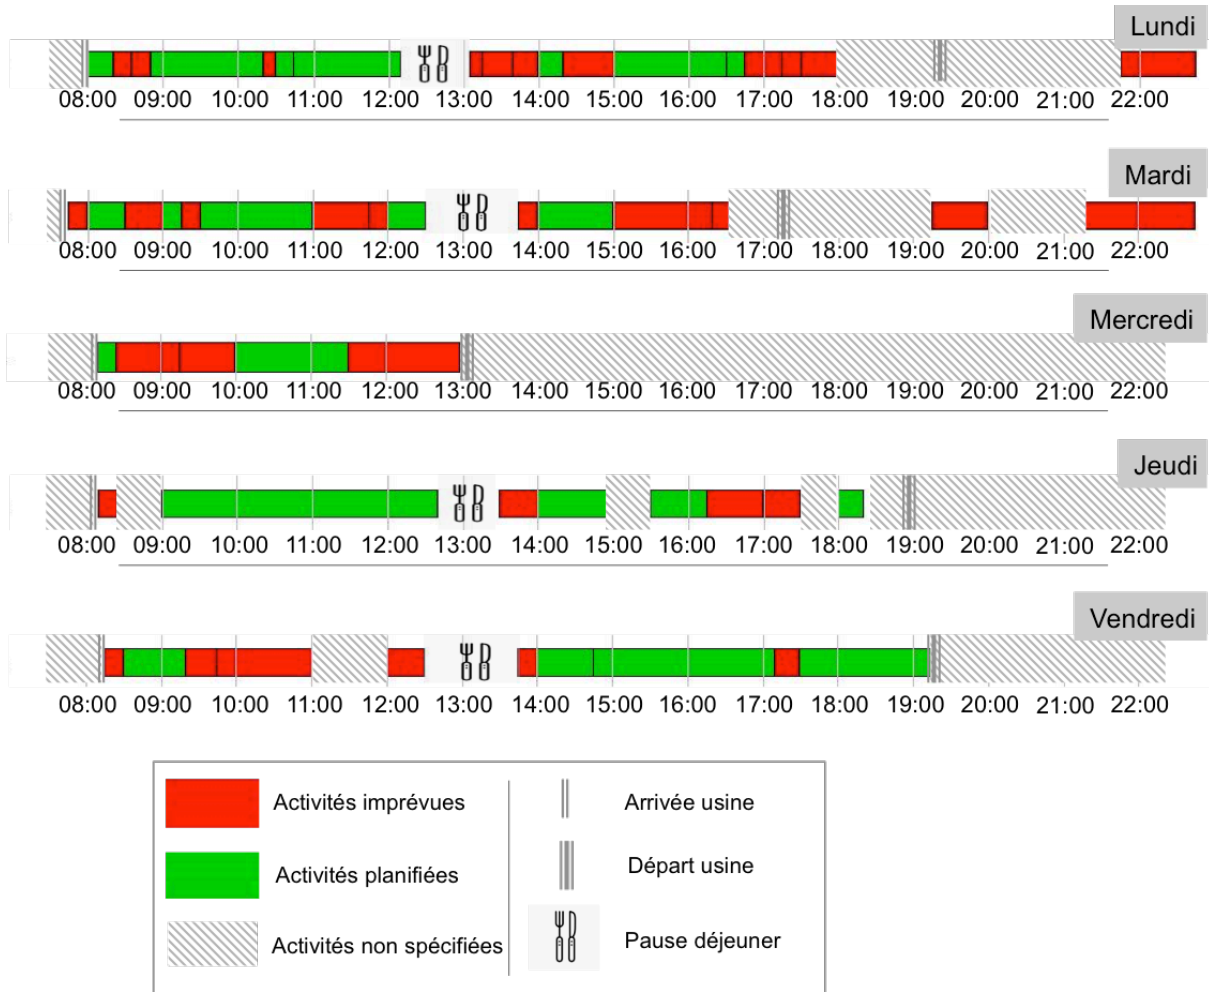 Lundi
08:00 09:00 10:00 11:00 12:00 13:00 14:00 15:00 16:00 17:00 18:00 19:00 20:00 21:00 22:00
Mardi
08:00 09:00 10:00 11:00 12:00 13:00 14:00 15:00 16:00 17:00 18:00 19:00 20:00 21:00 22:00
Mercredi
08:00 09:00 10:00 11:00 12:00 13:00 14:00 15:00 16:00 17:00 18:00 19:00 20:00 21:00 22:00
Jeudi
08:00 09:00 10:00 11:00 12:00 13:00 14:00 15:00 16:00 17:00 18:00 19:00 20:00 21:00 22:00
Vendredi
08:00 09:00 10:00 11:00 12:00 13:00 14:00 15:00 16:00 17:00 18:00 19:00 20:00 21:00 22:00
Activités imprévues
Activités planifiées
Activités non spécifiées
Arrivée usine
Départ usine
Pause déjeuner